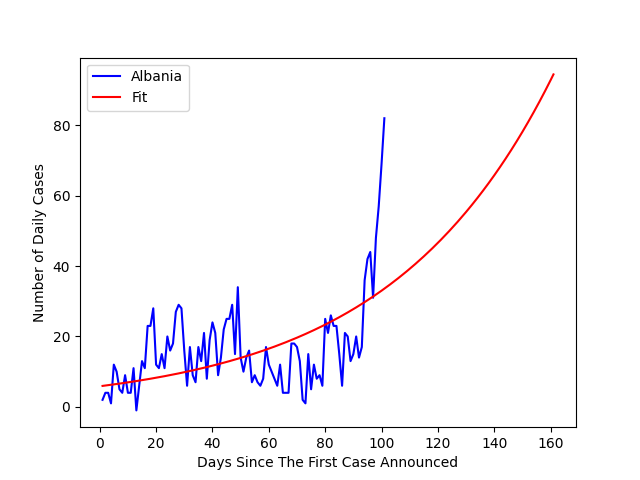 Albania
Fit
Number of Daily Cases
80
60
40
20
0
0 20 40 60 80 100 120 140 160
Days Since The First Case Announced